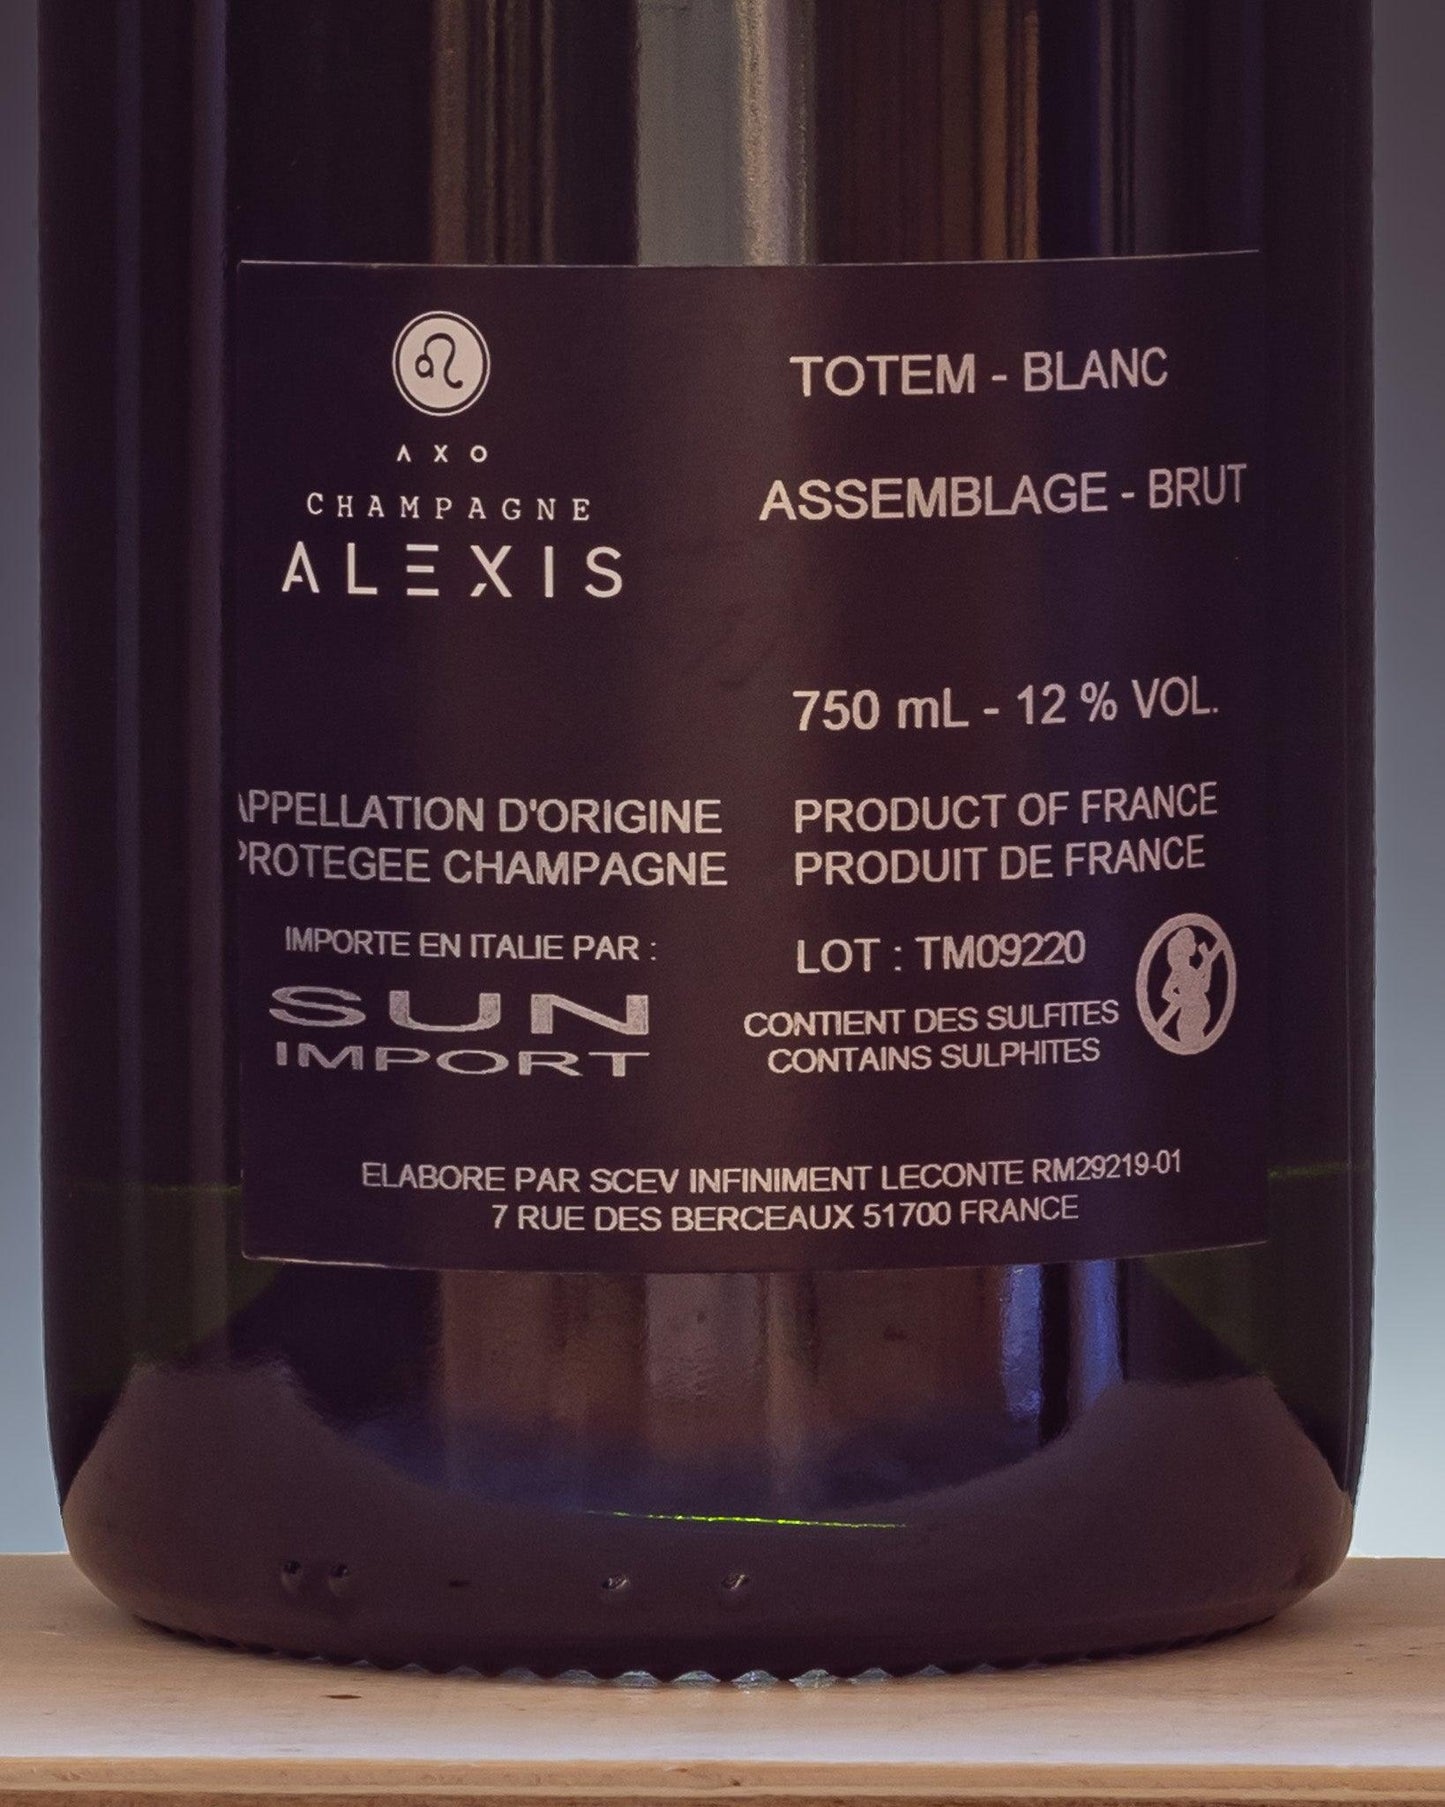 AXO
CHAMPAGNE
ALEXIS
TOTEM - BLANC
ASSEMBLAGE - BRUT
750 mL - 12 % VOL.
APPELLATION D'ORIGINE
PROTEGEE CHAMPAGNE
PRODUCT OF FRANCE
PRODUIT DE FRANCE
IMPORTE EN ITALIE PAR :
SUN
IMPORT
LOT : TM09220
CONTIENT DES SULFITES
CONTAINS SULPHITES
ELABORE PAR SCEV INFINIMENT LECONTE RM29219-01
7 RUE DES BERCEAUX 51700 FRANCE